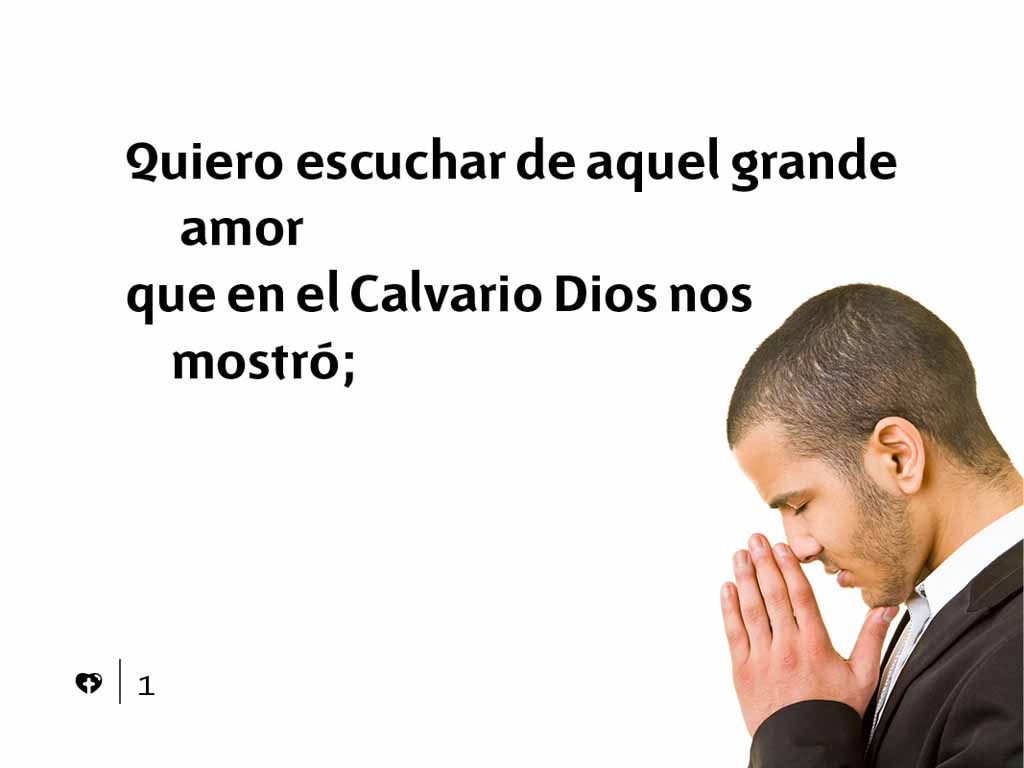 Quiero escuchar de aquel grande
amor
que en el Calvario Dios nos
mostró;
1